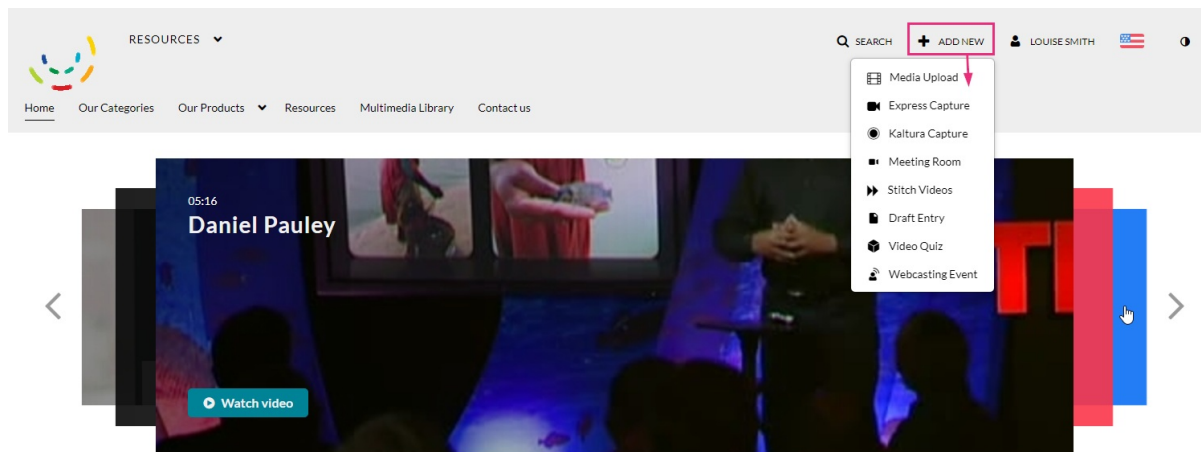 RESOURCES
SEARCH
ADD NEW
LOUISE SMITH
Media Upload
Express Capture
Kaltura Capture
Meeting Room
Stitch Videos
Draft Entry
Video Quiz
Webcasting Event
Home
Our Categories
Our Products
Resources
Multimedia Library
Contact us
05:16
Daniel Pauley
Watch video